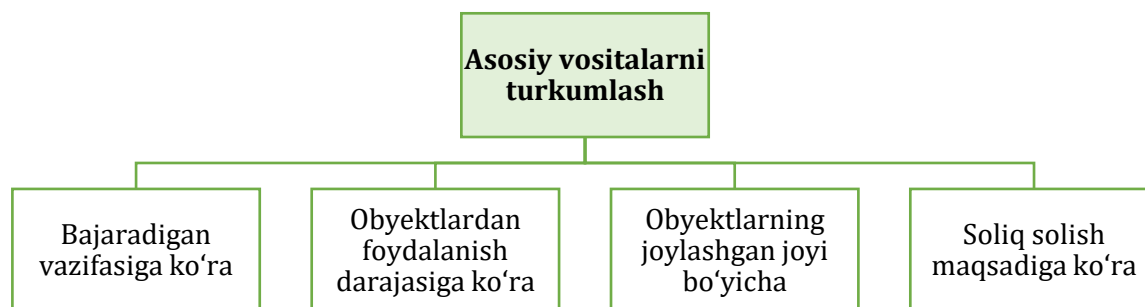 Asosiy vositalarni
turkumlash
Bajaradigan
vazifasiga ko‘ra
Obyektlardan
foydalanish
darajasiga ko‘ra
Obyektlarning
joylashgan joyi
bo‘yicha
Soliq solish
maqsadiga ko‘ra